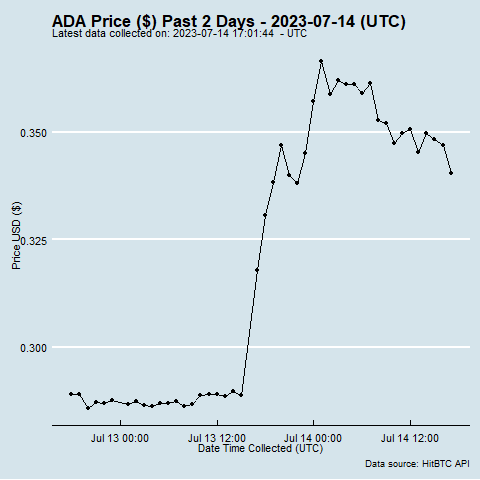 ADA Price ($) Past 2 Days - 2023-07-14 (UTC)
Latest data collected on: 2023-07-14 17:01:44 - UTC
0.350
0.325
0.300
Price USD ($)
Jul 13 00:00 Jul 13 12:00 Jul 14 00:00 Jul 14 12:00
Date Time Collected (UTC)
Data source: HitBTC API